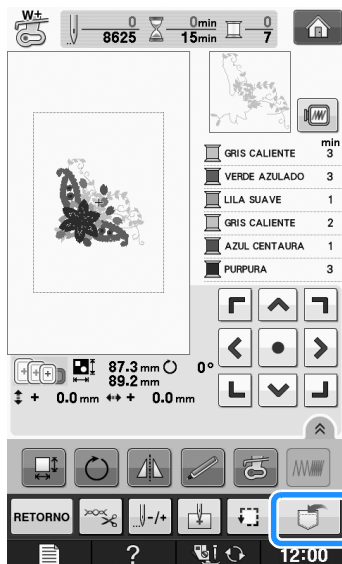 W+
0 0min 0
8625 15min 7
min
GRIS CALIENTE 3
VERDE AZULADO 3
LILA SUAVE 1
GRIS CALIENTE 2
AZUL CENTAURA 1
PURPURA 3
87.3 mm 0°
89.2 mm
+ 0.0 mm + 0.0 mm
RETORNO -/+
? 12:00